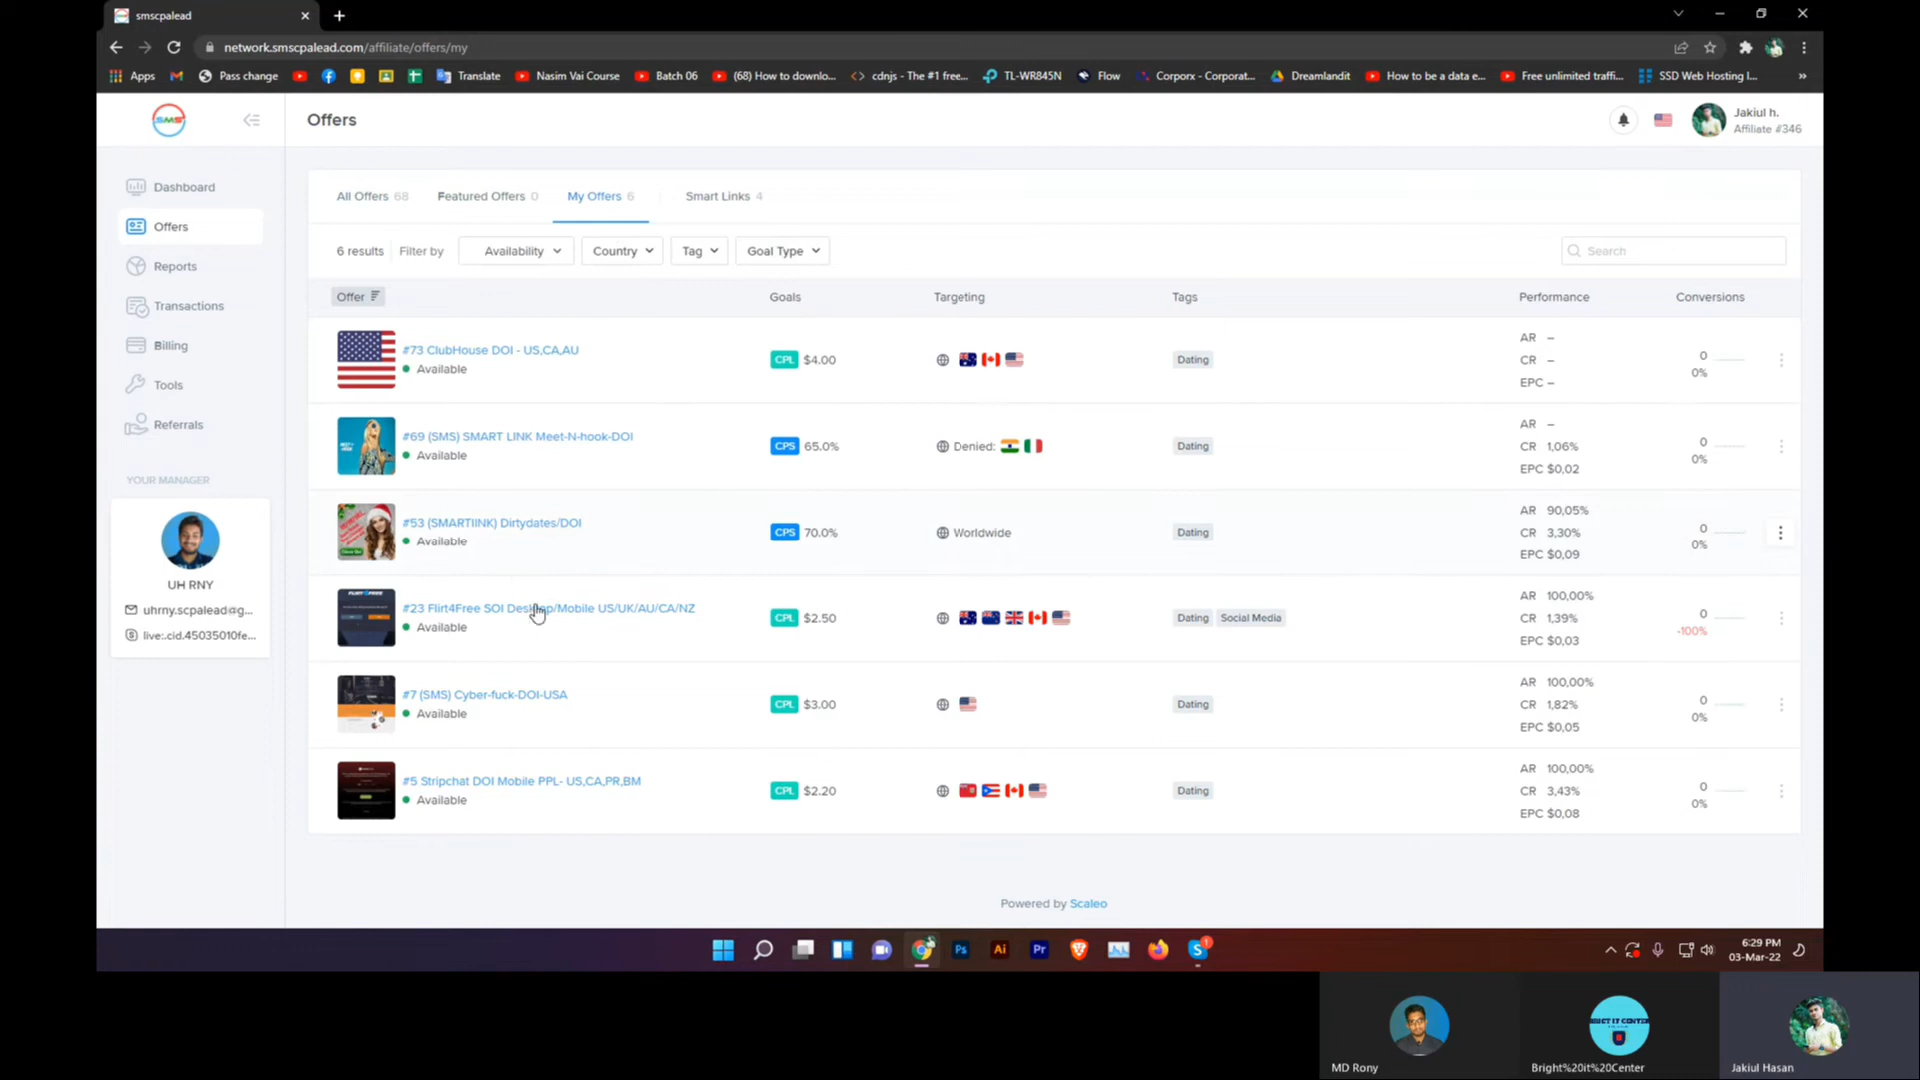 smscpalead
network.smscpalead.com/affiliate/offers/my
Apps Pass change Translate Nasim Vai Course Batch 06 (68) How to downlo... cdnjs - The #1 free... TL-WR845N Flow Corporx - Corporat... Dreamlandit How to be a data e... Free unlimited traffi... SSD Web Hosting I... »
SMS
Offers
Jakiul h.
Affiliate #346
Dashboard
Offers
Reports
Transactions
Billing
Tools
Referrals
YOUR MANAGER
UH RNY
uhrny.scpalead@g...
live:.cid.45035010fe...
All Offers 68 Featured Offers 0 My Offers 6 Smart Links 4
6 results Filter by Availability Country Tag Goal Type Search
Offer Goals Targeting Tags Performance Conversions
#73 ClubHouse DOI - US,CA,AU
Available
CPL $4.00
Dating
AR –
CR –
EPC –
0
0%
#69 (SMS) SMART LINK Meet-N-hook-DOI
Available
CPS 65.0%
Denied:
Dating
AR –
CR 1,06%
EPC $0,02
0
0%
#53 (SMARTlINK) Dirtydates/DOI
Available
CPS 70.0%
Worldwide
Dating
AR 90,05%
CR 3,30%
EPC $0,09
0
0%
#23 Flirt4Free SOI Desktop/Mobile US/UK/AU/CA/NZ
Available
CPL $2.50
Dating Social Media
AR 100,00%
CR 1,39%
EPC $0,03
0
-100%
#7 (SMS) Cyber-fuck-DOI-USA
Available
CPL $3.00
Dating
AR 100,00%
CR 1,82%
EPC $0,05
0
0%
#5 Stripchat DOI Mobile PPL- US,CA,PR,BM
Available
CPL $2.20
Dating
AR 100,00%
CR 3,43%
EPC $0,08
0
0%
Powered by Scaleo
Ps Ai Pr S 1
6:29 PM
03-Mar-22
MD Rony
Bright%20it%20Center
Jakiul Hasan